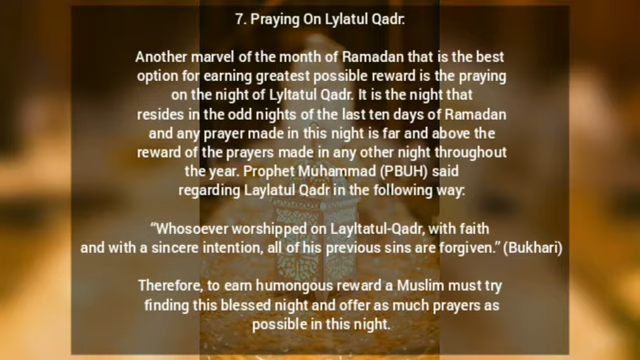 7. Praying On Lylatul Qadr:
Another marvel of the month of Ramadan that is the best
option for earning greatest possible reward is the praying
on the night of Lyltatul Qadr. It is the night that
resides in the odd nights of the last ten days of Ramadan
and any prayer made in this night is far and above the
reward of the prayers made in any other night throughout
the year. Prophet Muhammad (PBUH) said
regarding Laylatul Qadr in the following way:
“Whosoever worshipped on Layltatul-Qadr, with faith
and with a sincere intention, all of his previous sins are forgiven.” (Bukhari)
Therefore, to earn humongous reward a Muslim must try
finding this blessed night and offer as much prayers as
possible in this night.